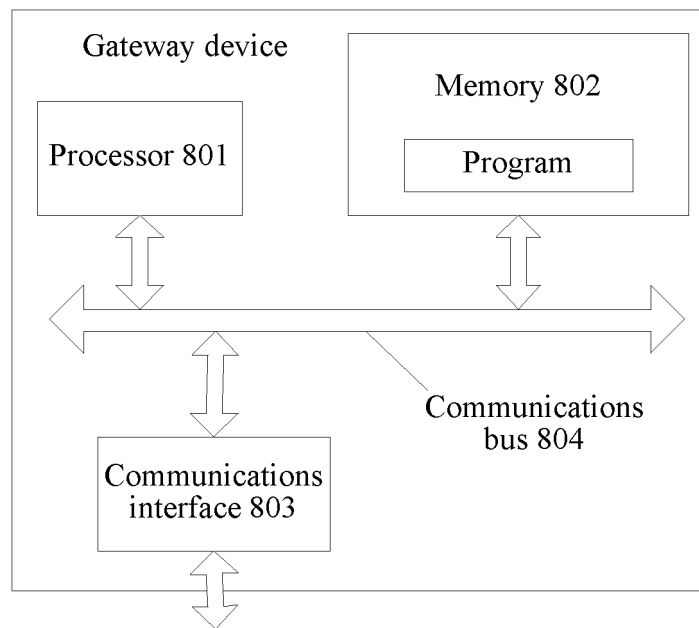 Gateway device
Memory 802
Processor 801
Program
Communications
bus 804
Communications
interface 803